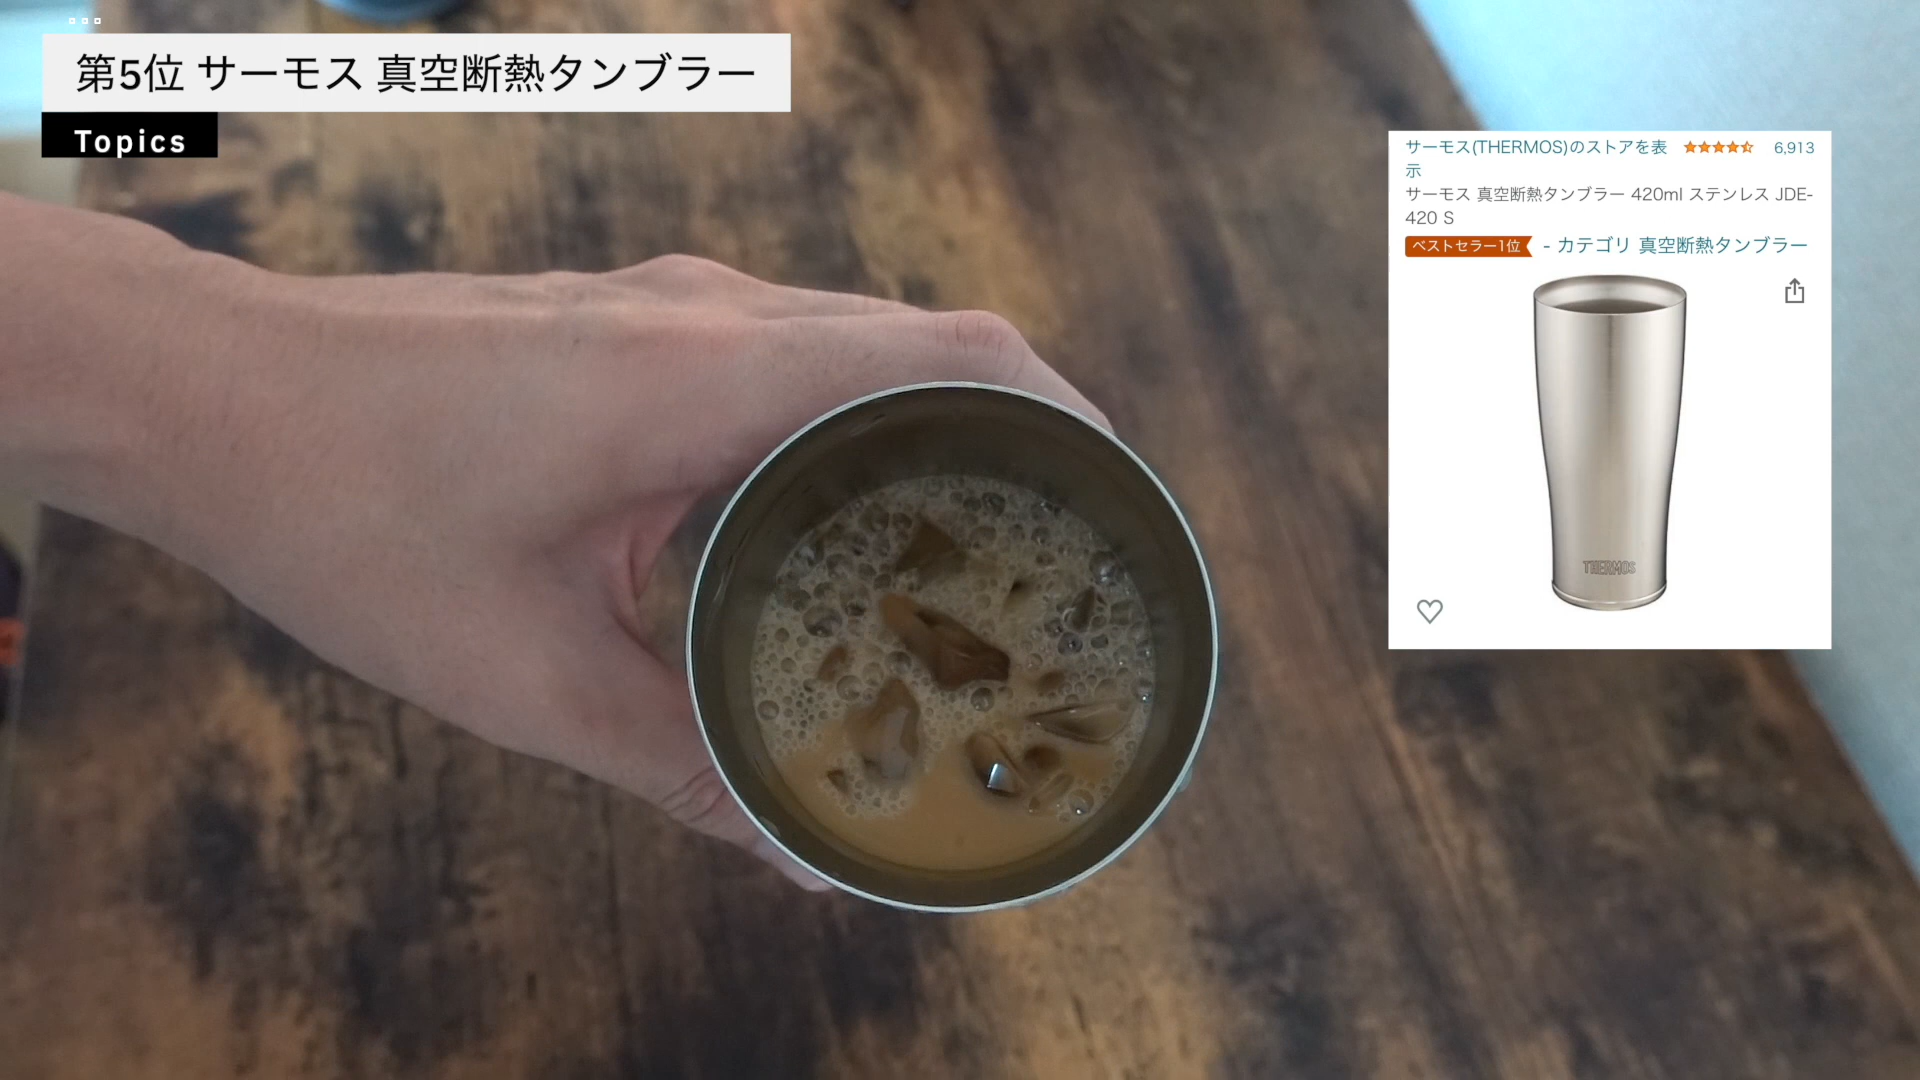 第5位 サーモス 真空断熱タンブラー
Topics
サーモス(THERMOS)のストアを表
示
6,913
サーモス 真空断熱タンブラー 420ml ステンレス JDE-
420 S
ベストセラー1位 - カテゴリ 真空断熱タンブラー
THERMOS